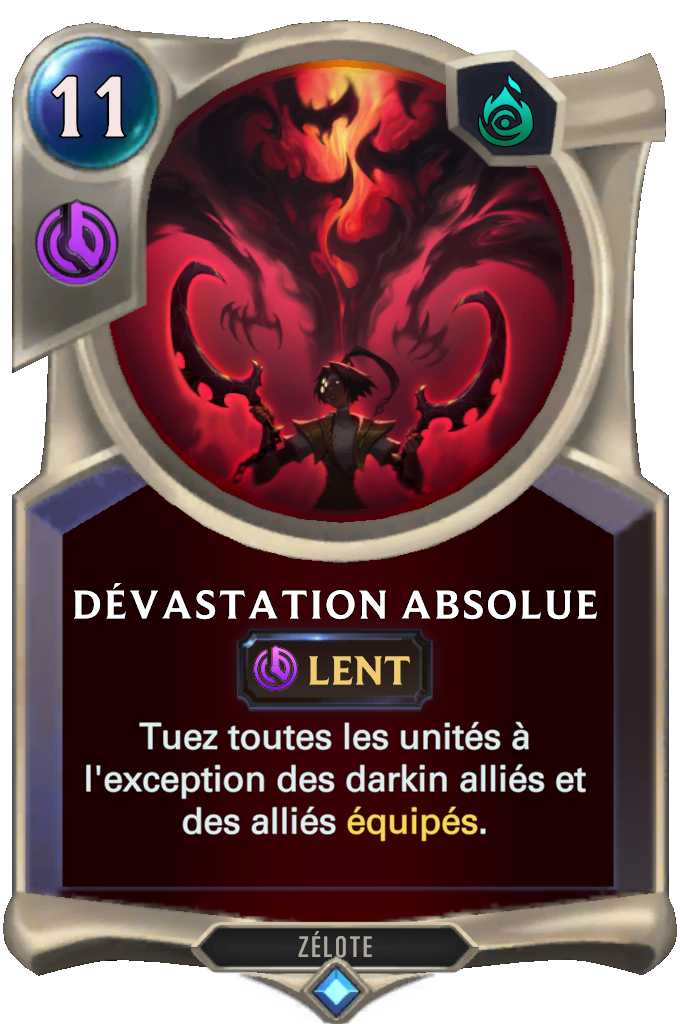 11
DÉVASTATION ABSOLUE
LENT
Tuez toutes les unités à
l'exception des darkin alliés et
des alliés équipés.
ZÉLOTE